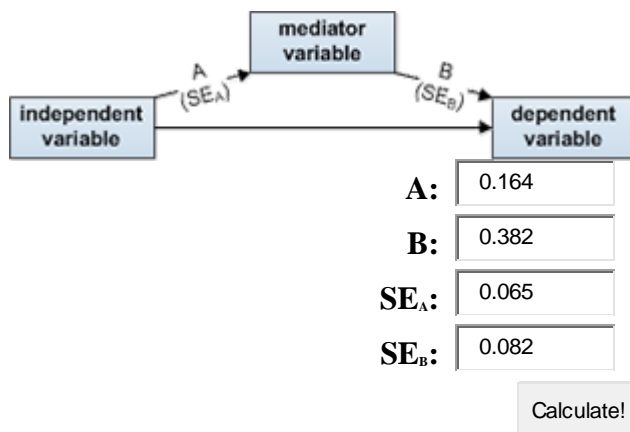 mediator
variable
A
(SEA)
B
(SEB)
independent
variable
dependent
variable
A: 0.164
B: 0.382
SEA: 0.065
SEB: 0.082
Calculate!